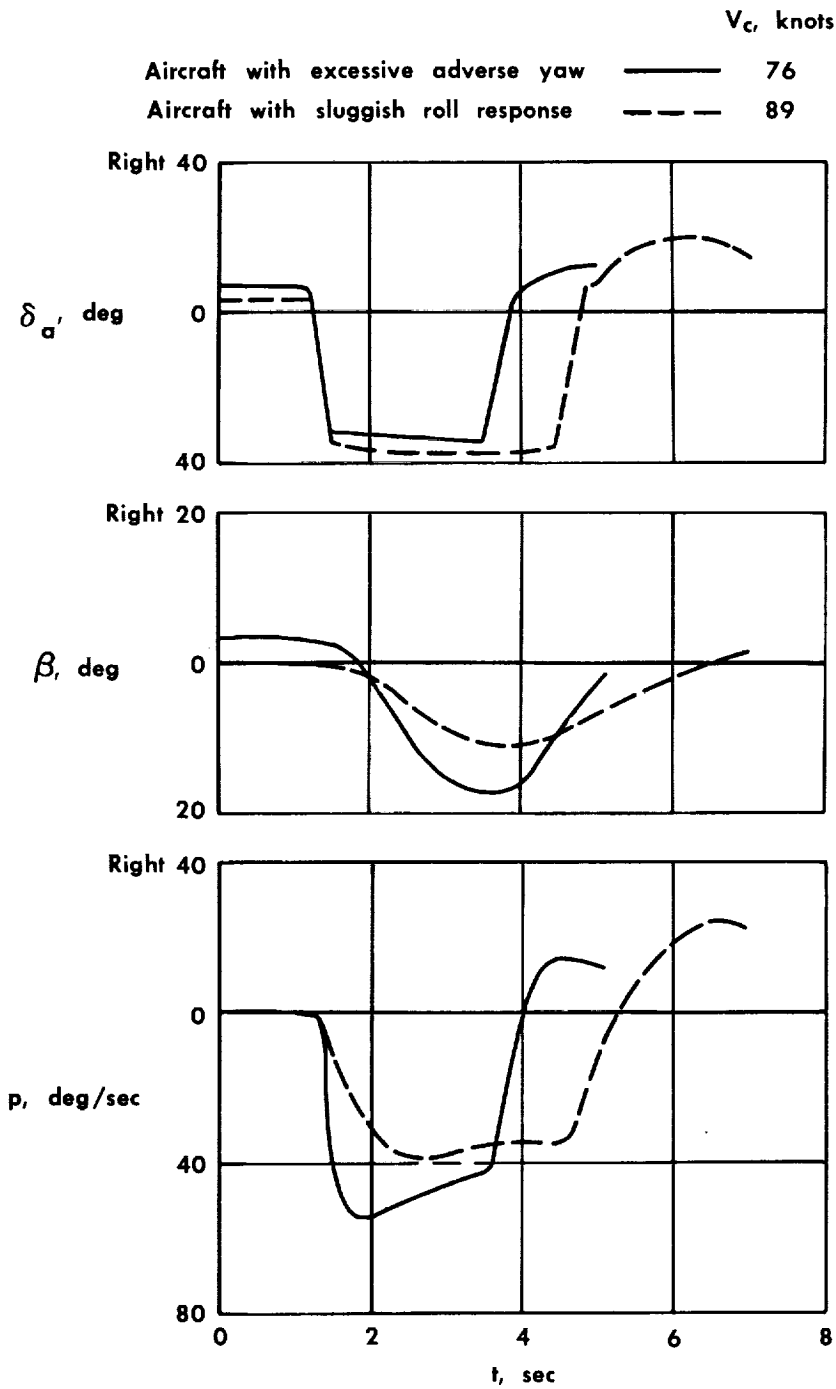 V_c, knots
Aircraft with excessive adverse yaw 76
Aircraft with sluggish roll response 89
Right 40
δ_a, deg
0
40
Right 20
β, deg
0
20
Right 40
0
p, deg/sec
40
80
0 2 4 6 8
t, sec